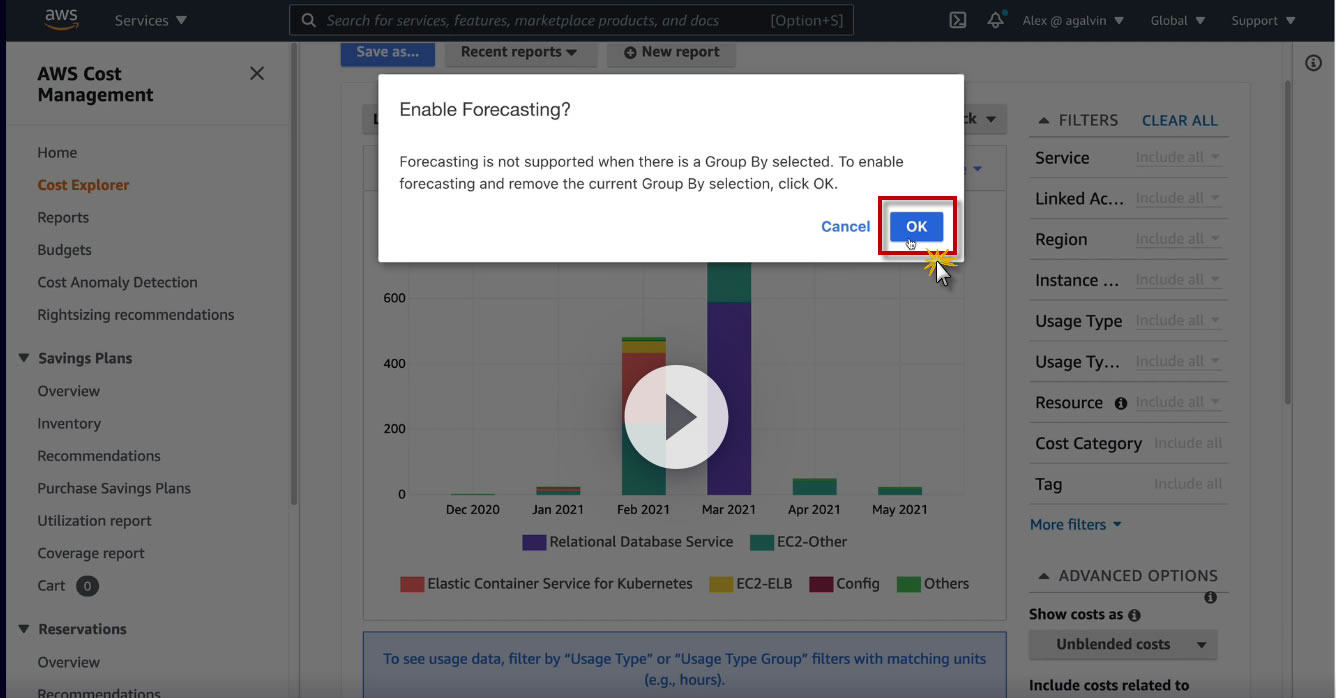 aws
Services
Search for services, features, marketplace products, and docs
[Option+S]
Alex @ agalvin
Global
Support
AWS Cost
Management
Home
Cost Explorer
Reports
Budgets
Cost Anomaly Detection
Rightsizing recommendations
Savings Plans
Overview
Inventory
Recommendations
Purchase Savings Plans
Utilization report
Coverage report
Cart 0
Reservations
Overview
Recommendations
Save as...
Recent reports
New report
Enable Forecasting?
Forecasting is not supported when there is a Group By selected. To enable
forecasting and remove the current Group By selection, click OK.
Cancel
OK
600
400
200
0
Dec 2020
Jan 2021
Feb 2021
Mar 2021
Apr 2021
May 2021
Relational Database Service
EC2-Other
Elastic Container Service for Kubernetes
EC2-ELB
Config
Others
To see usage data, filter by “Usage Type” or “Usage Type Group” filters with matching units
(e.g., hours).
FILTERS
CLEAR ALL
Service Include all
Linked Ac... Include all
Region Include all
Instance ... Include all
Usage Type Include all
Usage Ty... Include all
Resource Include all
Cost Category Include all
Tag Include all
More filters
ADVANCED OPTIONS
Show costs as
Unblended costs
Include costs related to